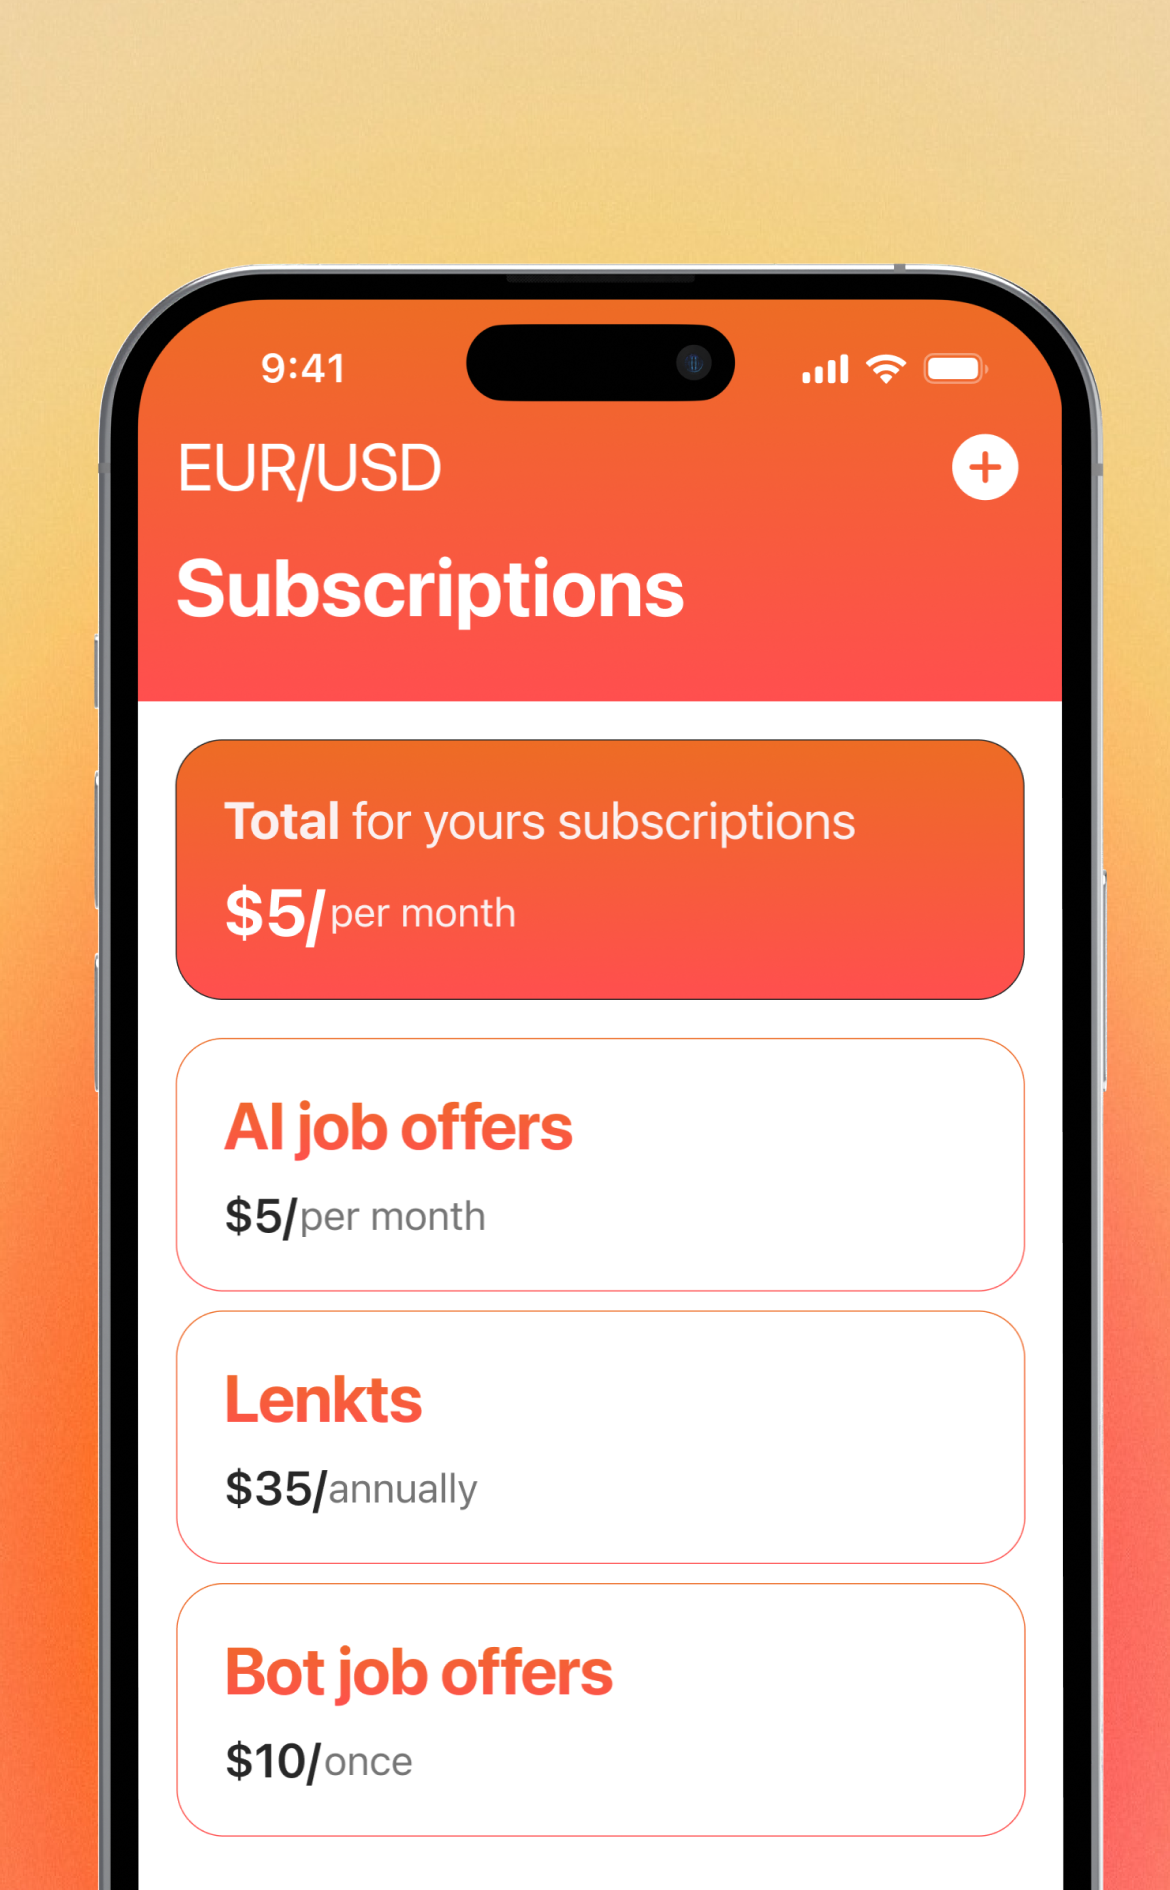 9:41
EUR/USD
Subscriptions
Total for yours subscriptions
$5/per month
AI job offers
$5/per month
Lenkts
$35/annually
Bot job offers
$10/once